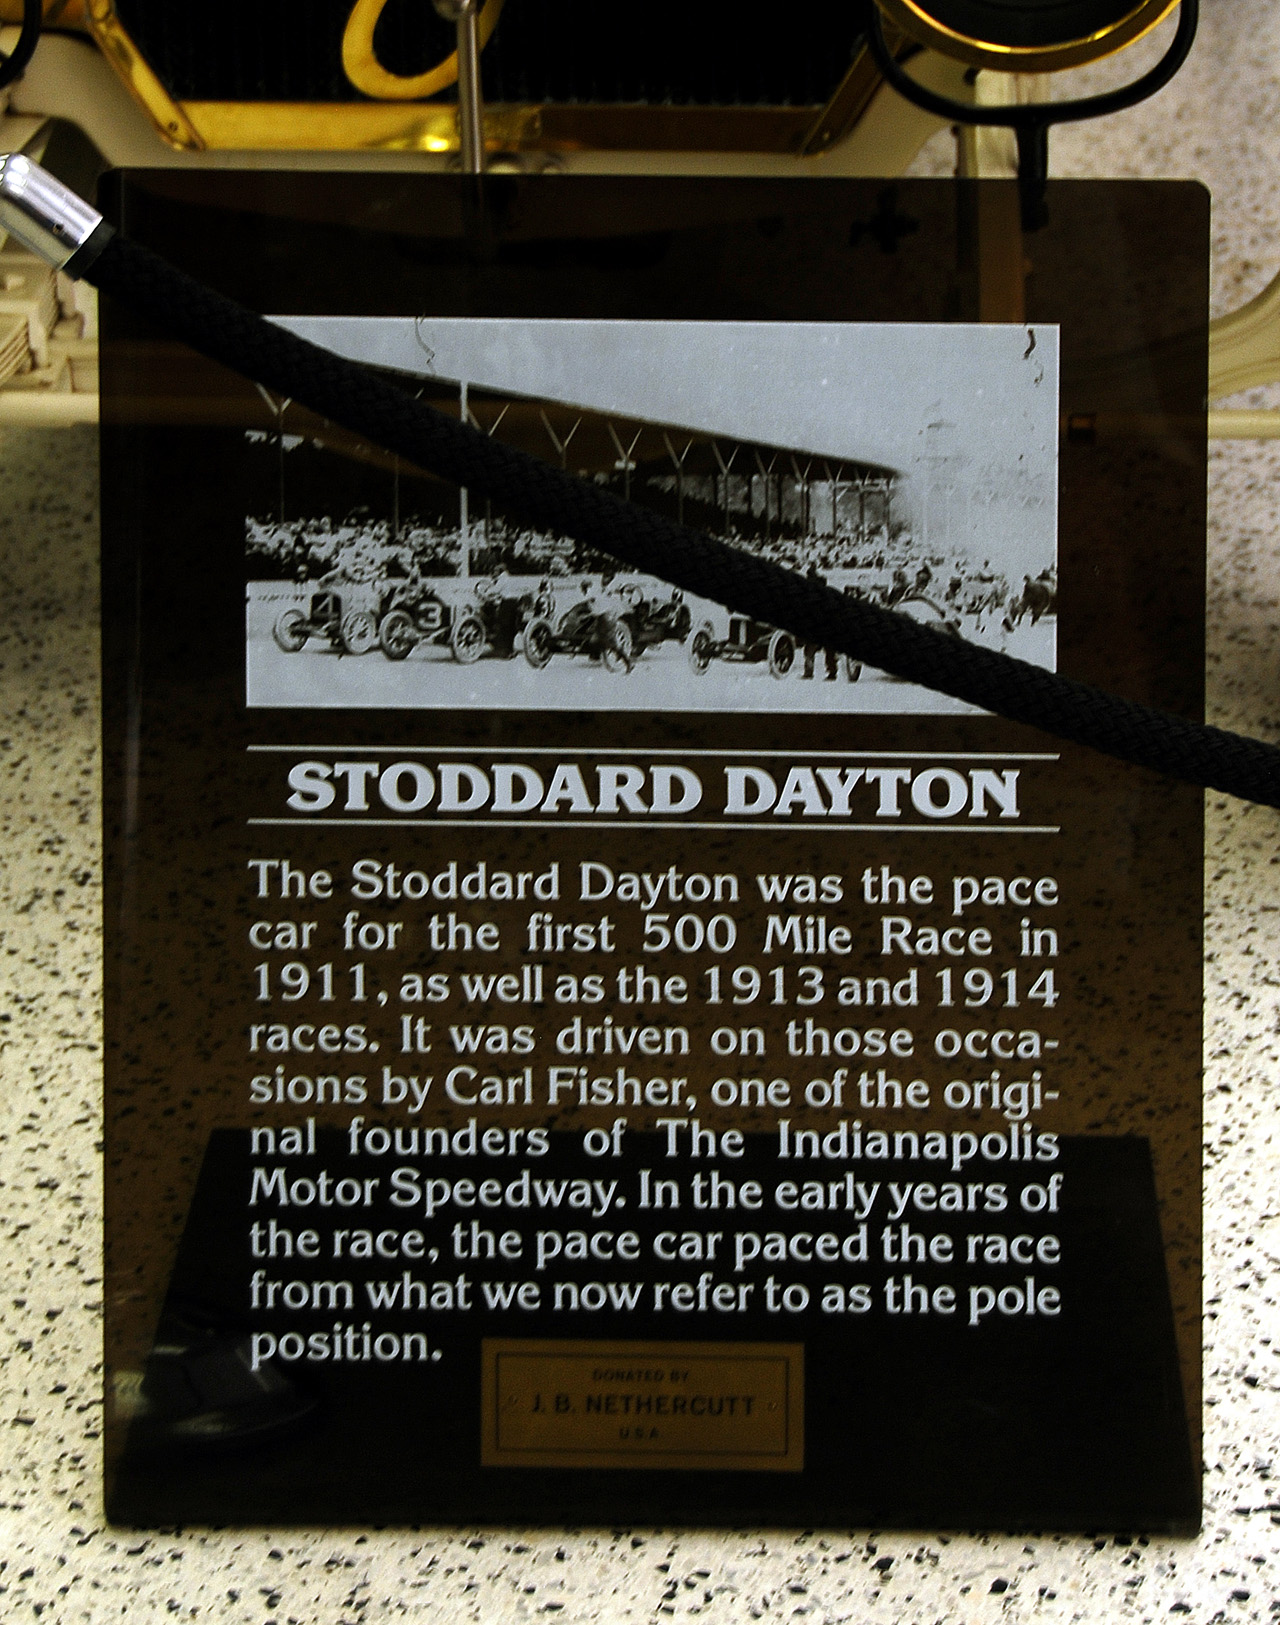 4
3
STODDARD DAYTON
The Stoddard Dayton was the pace
car for the first 500 Mile Race in
1911, as well as the 1913 and 1914
races. It was driven on those occa-
sions by Carl Fisher, one of the origi-
nal founders of The Indianapolis
Motor Speedway. In the early years of
the race, the pace car paced the race
from what we now refer to as the pole
position.
DONATED BY
J. B. NETHERCUTT
U S A